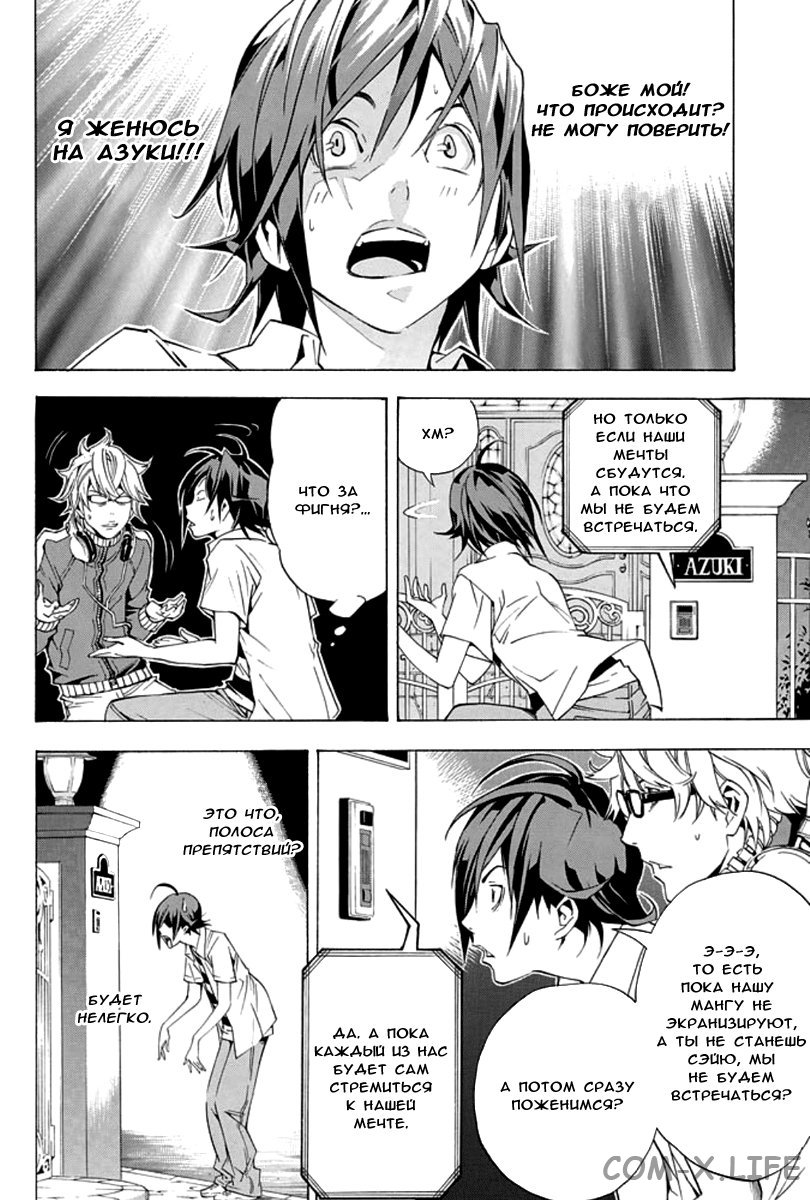 БОЖЕ МОЙ!
ЧТО ПРОИСХОДИТ?
НЕ МОГУ ПОВЕРИТЬ!
Я ЖЕНЮСЬ
НА АЗУКИ!!!
НО ТОЛЬКО
ЕСЛИ НАШИ
МЕЧТЫ
СБУДУТСЯ.
А ПОКА ЧТО
МЫ НЕ БУДЕМ
ВСТРЕЧАТЬСЯ.
ХМ?
AZUKI
ЧТО ЗА
ФИГНЯ?...
Э-Э-Э,
ТО ЕСТЬ
ПОКА НАШУ
МАНГУ НЕ
ЭКРАНИЗИРУЮТ,
А ТЫ НЕ СТАНЕШЬ
СЭЙЮ, МЫ
НЕ БУДЕМ
ВСТРЕЧАТЬСЯ?
А ПОТОМ СРАЗУ
ПОЖЕНИМСЯ?
ДА. А ПОКА
КАЖДЫЙ ИЗ НАС
БУДЕТ САМ
СТРЕМИТЬСЯ
К НАШЕЙ
МЕЧТЕ.
ЭТО ЧТО,
ПОЛОСА
ПРЕПЯТСТВИЙ?
AZUKI
БУДЕТ
НЕЛЕГКО.
COM-X.LIFE